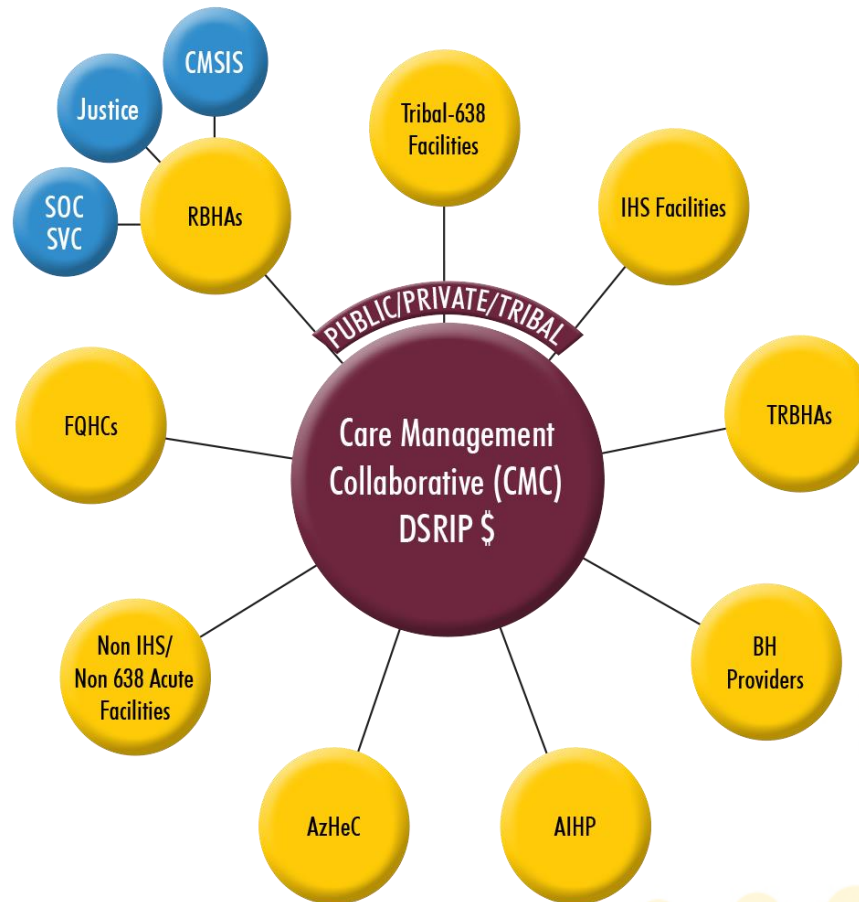 CMSIS
Justice
SOC
SVC
RBHAs
Tribal-638
Facilities
IHS Facilities
PUBLIC/PRIVATE/TRIBAL
FQHCs
Care Management
Collaborative (CMC)
DSRIP $
TRBHAs
Non IHS/
Non 638 Acute
Facilities
BH
Providers
AzHeC
AIHP